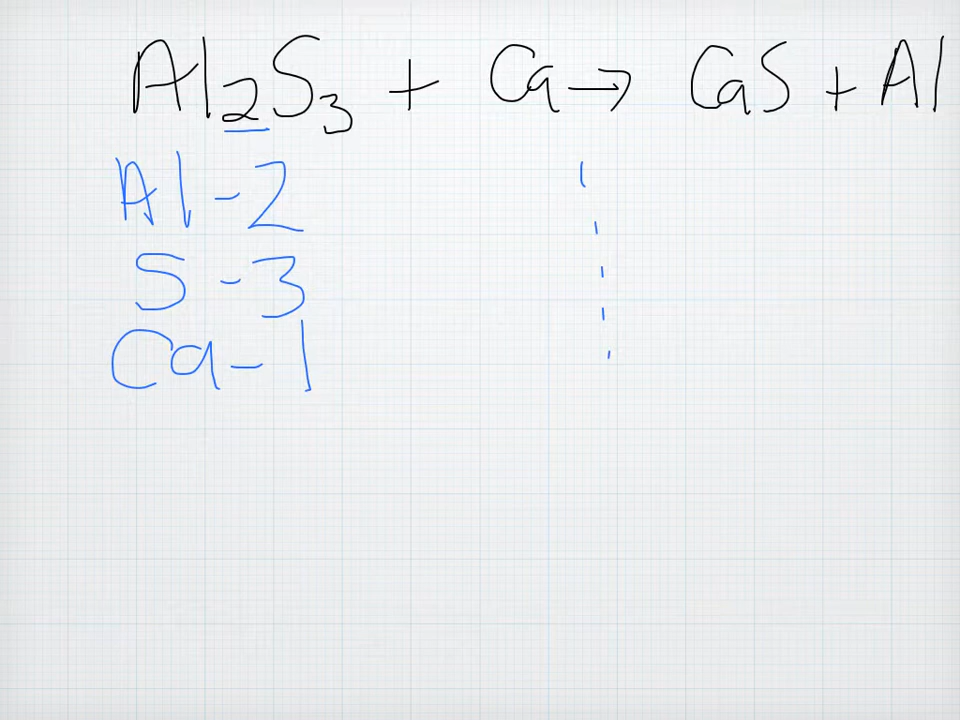 Al₂S₃ + Ca → CaS + Al
Al - 2
S - 3
Ca - 1